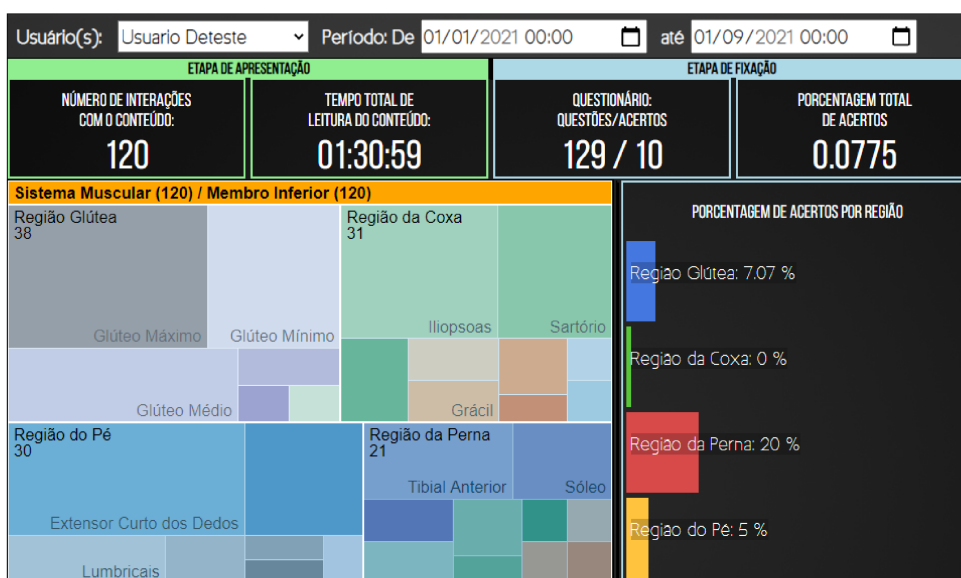 Usuário(s): Usuario Deteste Período: De 01/01/2021 00:00 até 01/09/2021 00:00
ETAPA DE APRESENTAÇÃO
ETAPA DE FIXAÇÃO
NÚMERO DE INTERAÇÕES
COM O CONTEÚDO:
120
TEMPO TOTAL DE
LEITURA DO CONTEÚDO:
01:30:59
QUESTIONÁRIO:
QUESTÕES/ACERTOS
129 / 10
PORCENTAGEM TOTAL
DE ACERTOS
0.0775
Sistema Muscular (120) / Membro Inferior (120)
Região Glútea
38
Glúteo Máximo
Glúteo Mínimo
Glúteo Médio
Região da Coxa
31
Iliopsoas
Sartório
Grácil
Região do Pé
30
Extensor Curto dos Dedos
Lumbricais
Região da Perna
21
Tibial Anterior
Sóleo
PORCENTAGEM DE ACERTOS POR REGIÃO
Região Glútea: 7.07 %
Região da Coxa: 0 %
Região da Perna: 20 %
Região do Pé: 5 %